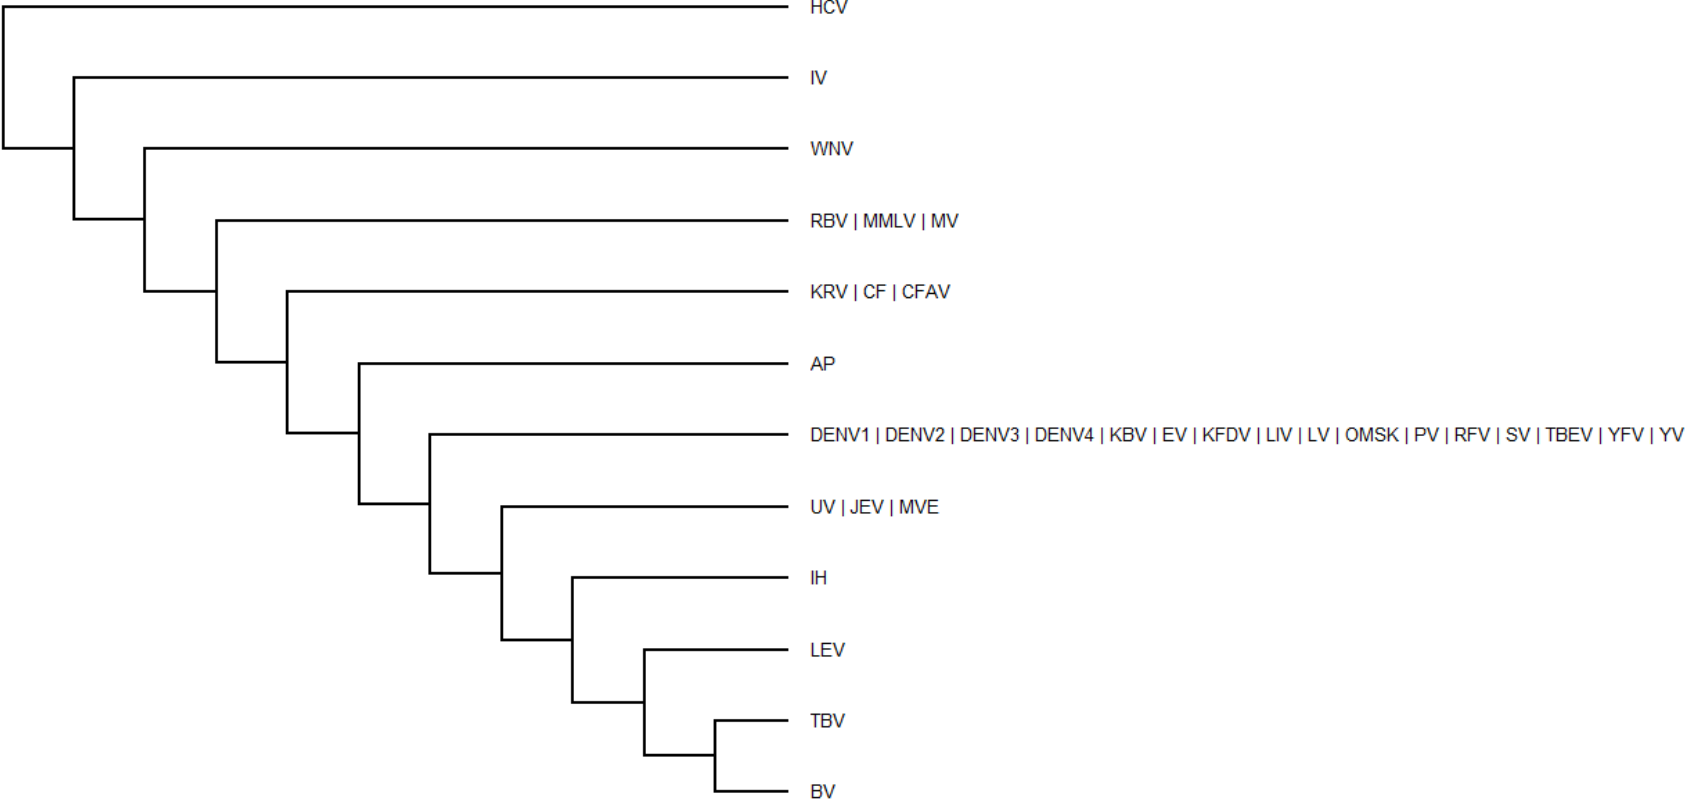 HCV
IV
WNV
RBV | MMLV | MV
KRV | CF | CFAV
AP
DENV1 | DENV2 | DENV3 | DENV4 | KBV | EV | KFDV | LIV | LV | OMSK | PV | RFV | SV | TBEV | YFV | YV
UV | JEV | MVE
IH
LEV
TBV
BV